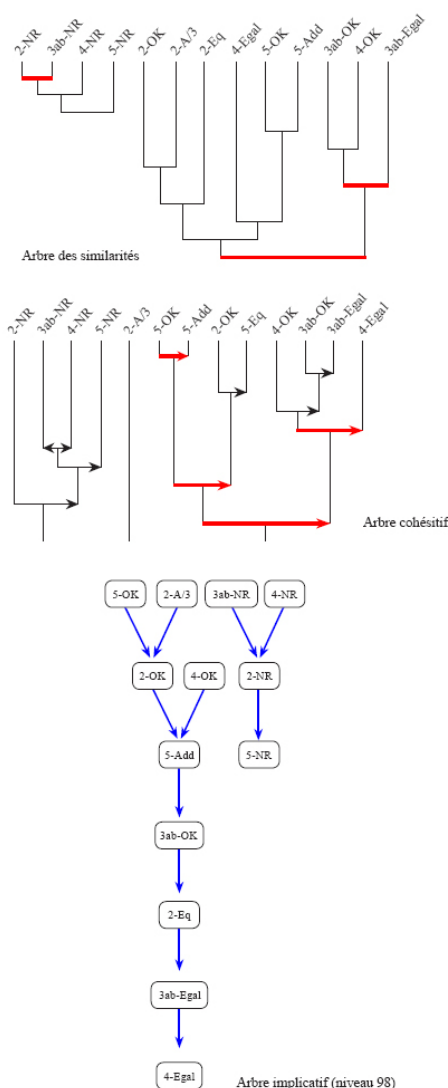 2-NR 3ab-NR 4-NR 5-NR 2-OK 2-A/3 2-Eq 4-Egal 5-OK 5-Add 3ab-OK 4-OK 3ab-Egal
Arbre des similarités
2-NR 3ab-NR 4-NR 5-NR 2-A/3 5-OK 5-Add 2-OK 5-Eq 4-OK 3ab-OK 3ab-Egal 4-Egal
Arbre cohésitif
5-OK 2-A/3 3ab-NR 4-NR
2-OK 4-OK 2-NR
5-Add 5-NR
3ab-OK
2-Eq
3ab-Egal
4-Egal
Arbre implicatif (niveau 98)